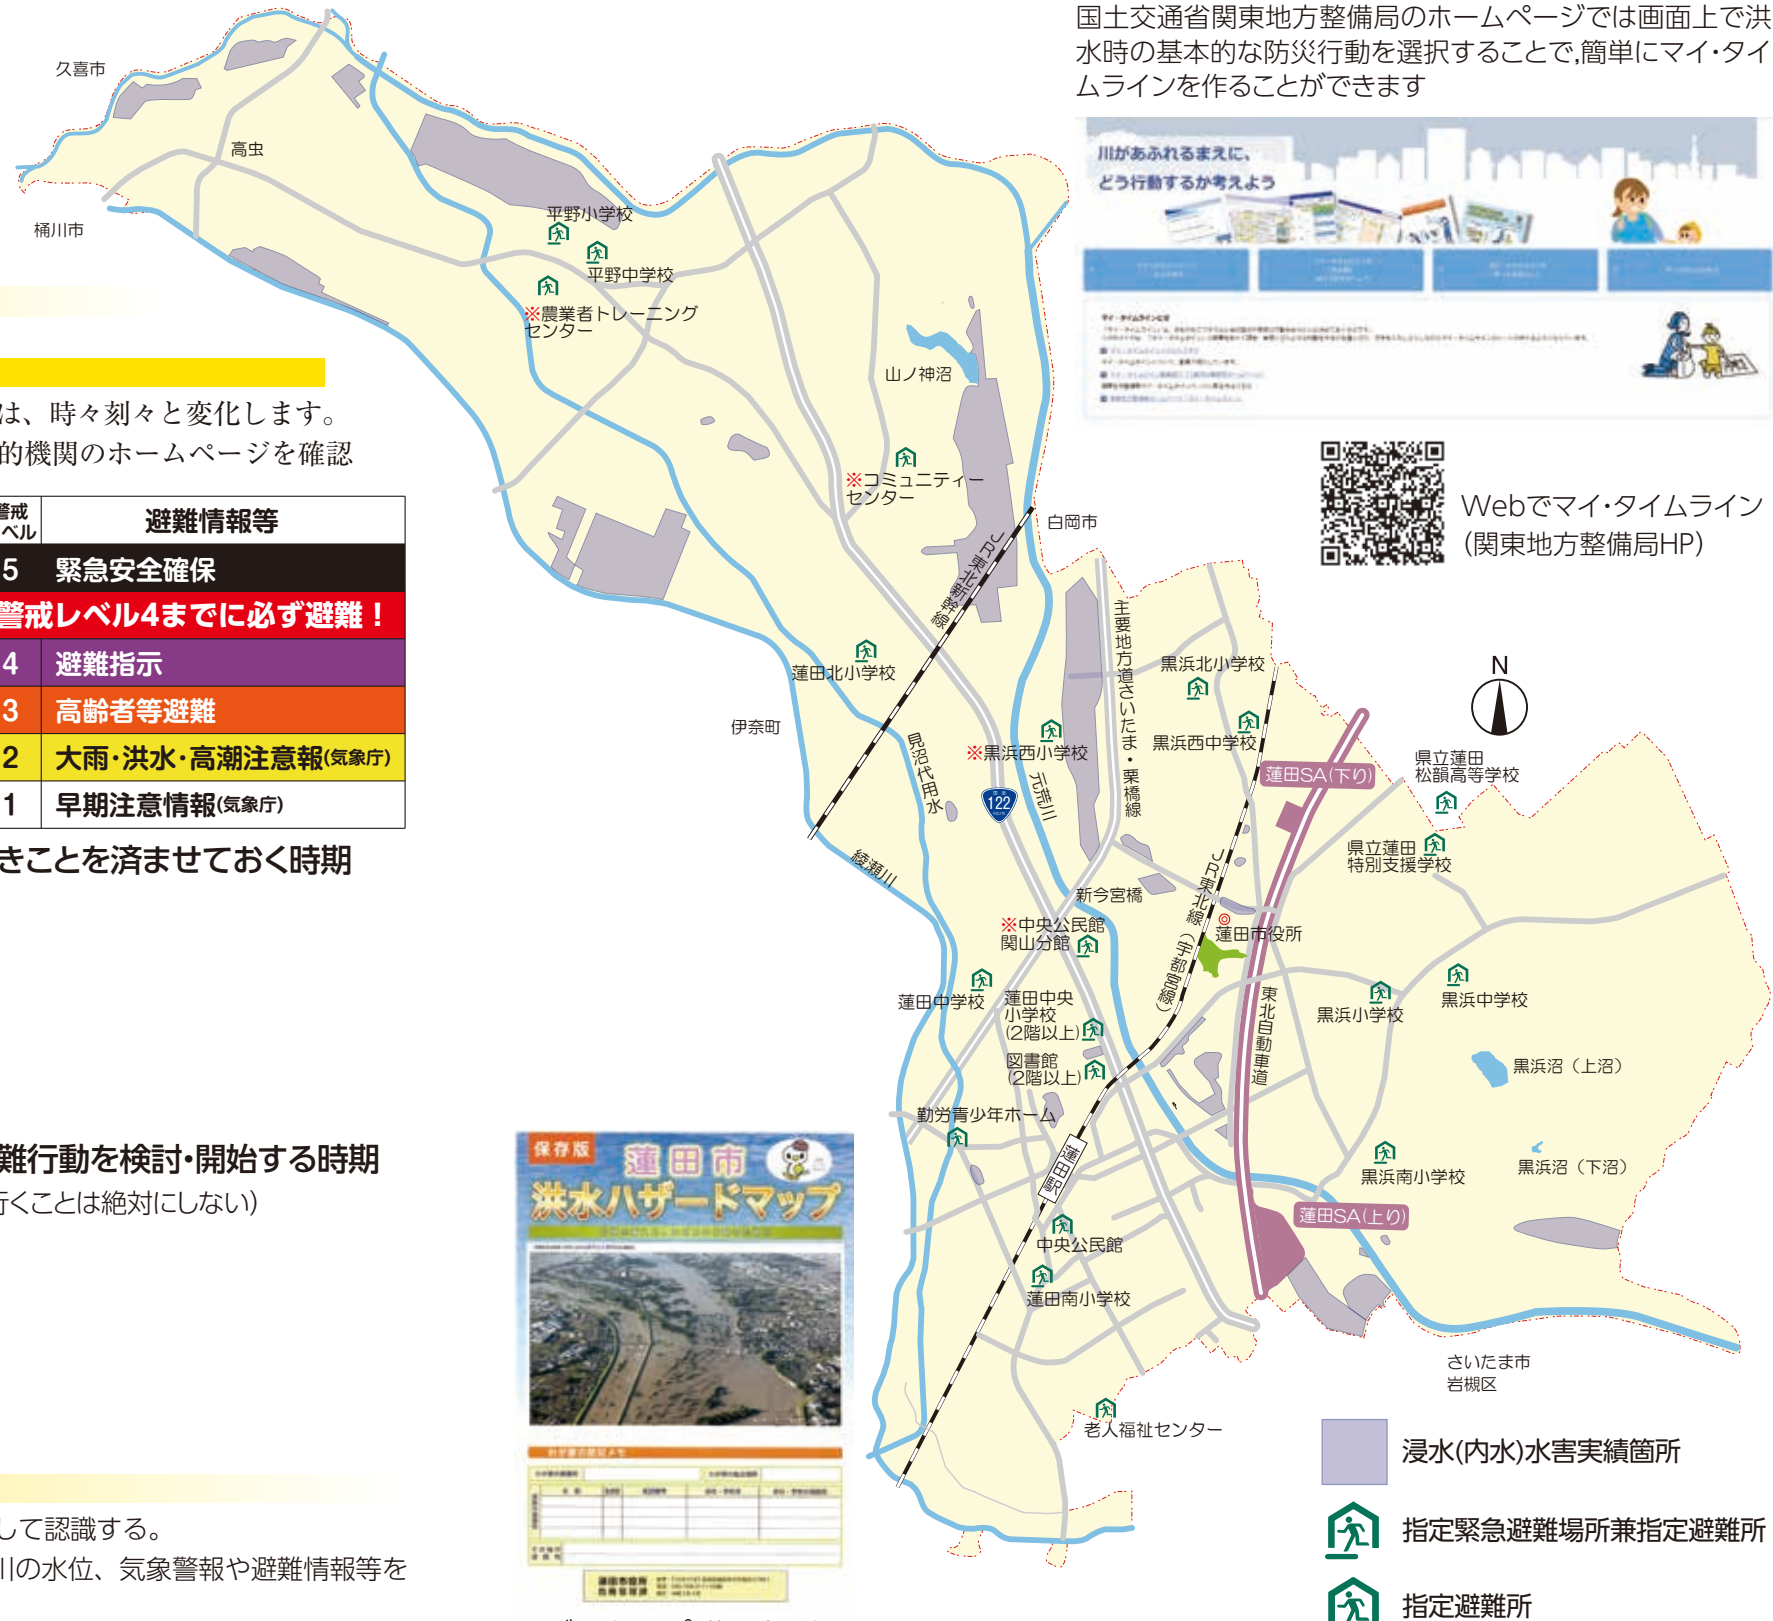 国土交通省関東地方整備局のホームページでは画面上で洪
水時の基本的な防災行動を選択することで,簡単にマイ・タイ
ムラインを作ることができます
川があふれるまえに、
どう行動するか考えよう
マイ・タイムラインとは
Webでマイ・タイムライン
(関東地方整備局HP)
久喜市
高虫
桶川市
平野小学校
平野中学校
※農業者トレーニング
センター
山ノ神沼
※コミュニティー
センター
白岡市
JR東北新幹線
主要地方道さいたま・栗橋線
蓮田北小学校
伊奈町
見沼代用水
※黒浜西小学校
元荒川
122
綾瀬川
黒浜北小学校
黒浜西中学校
N
蓮田SA(下り)
県立蓮田
松韻高等学校
県立蓮田
特別支援学校
JR東北線(宇都宮線)
新今宮橋
※中央公民館
関山分館
蓮田市役所
蓮田中学校
蓮田中央
小学校
(2階以上)
図書館
(2階以上)
東北自動車道
黒浜小学校
黒浜中学校
黒浜沼(上沼)
勤労青少年ホーム
蓮田駅
黒浜南小学校
黒浜沼(下沼)
蓮田SA(上り)
中央公民館
蓮田南小学校
さいたま市
岩槻区
老人福祉センター
浸水(内水)水害実績箇所
指定緊急避難場所兼指定避難所
指定避難所
は、時々刻々と変化します。
的機関のホームページを確認
警戒
ベル
避難情報等
5 緊急安全確保
警戒レベル4までに必ず避難!
4 避難指示
3 高齢者等避難
2 大雨・洪水・高潮注意報(気象庁)
1 早期注意情報(気象庁)
きことを済ませておく時期
難行動を検討・開始する時期
行くことは絶対にしない)
して認識する。
川の水位、気象警報や避難情報等を
保存版
蓮田市
洪水ハザードマップ